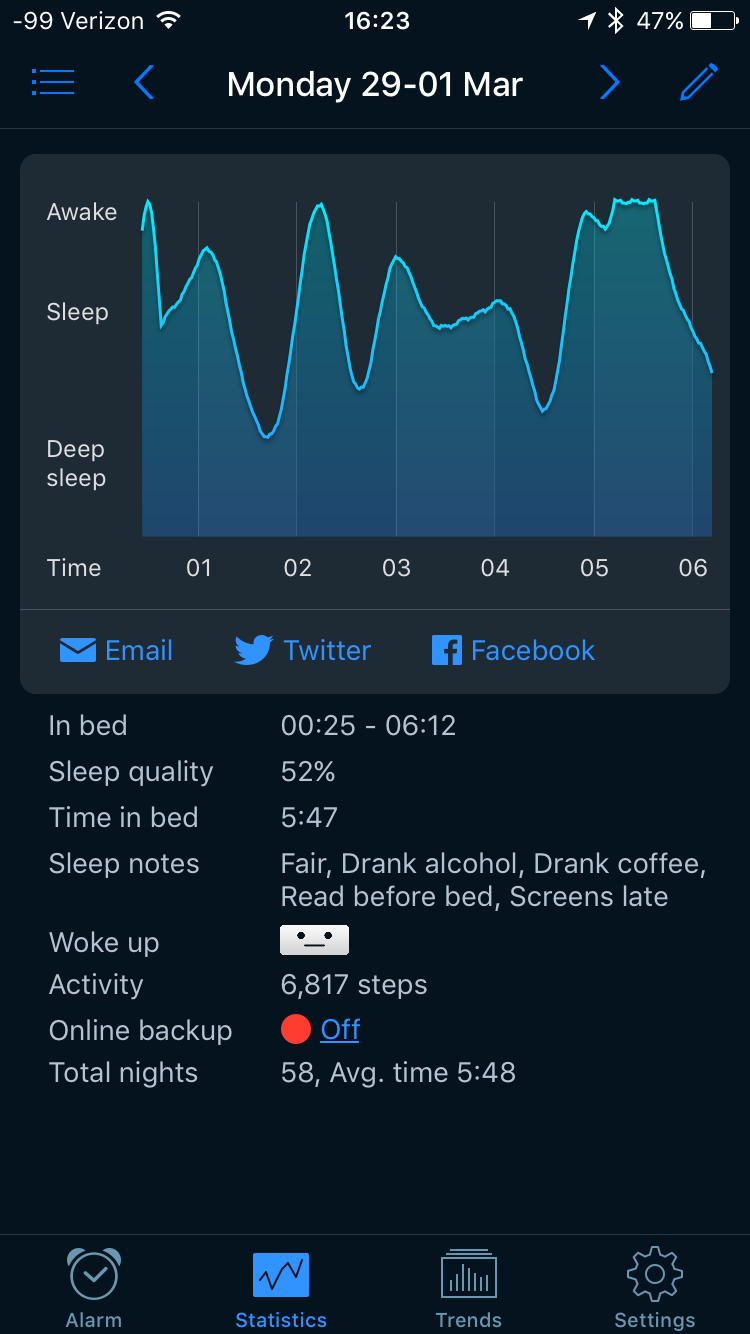 -99 Verizon 16:23 47%
Monday 29-01 Mar
Awake
Sleep
Deep
sleep
Time 01 02 03 04 05 06
Email Twitter Facebook
In bed 00:25 - 06:12
Sleep quality 52%
Time in bed 5:47
Sleep notes Fair, Drank alcohol, Drank coffee,
Read before bed, Screens late
Woke up
Activity 6,817 steps
Online backup Off
Total nights 58, Avg. time 5:48
Alarm Statistics Trends Settings